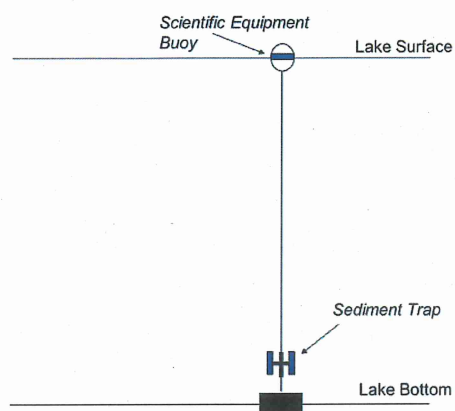 Scientific Equipment
Buoy
Lake Surface
Sediment Trap
Lake Bottom